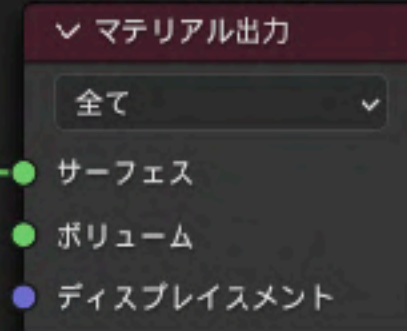 マテリアル出力
全て
サーフェス
ボリューム
ディスプレイスメント